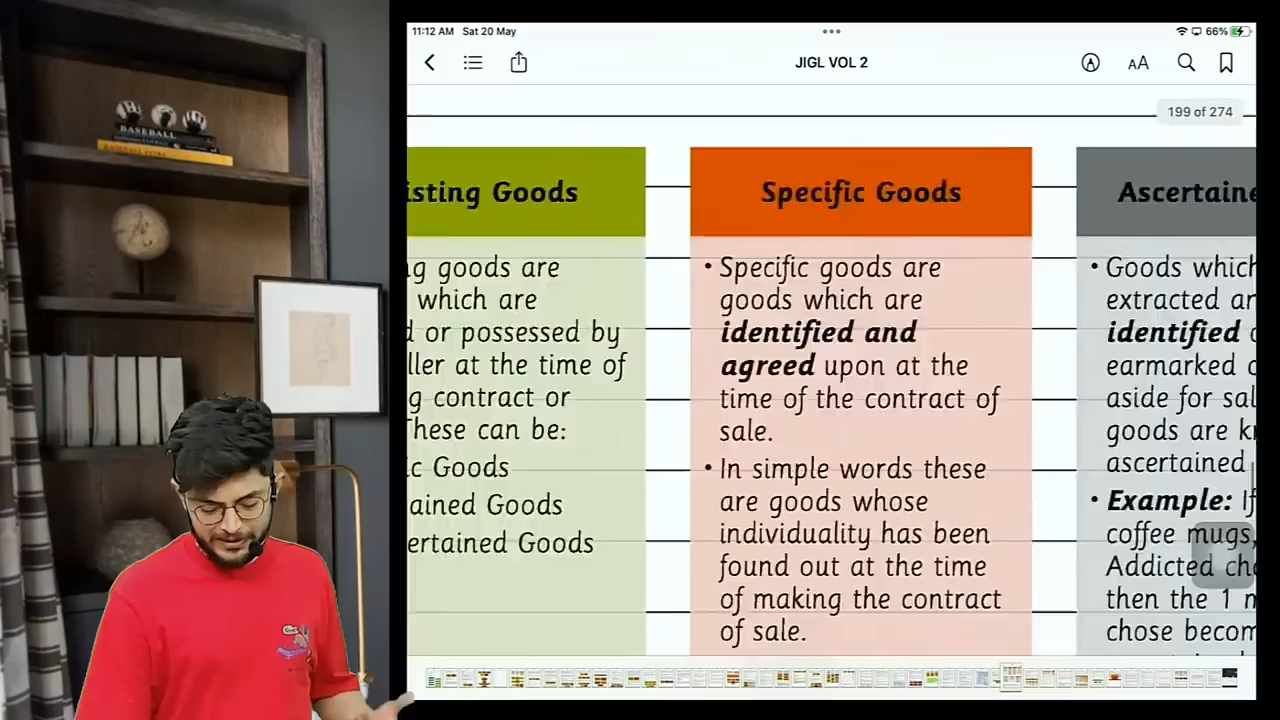 BASEBALL
11:12 AM Sat 20 May
66%
JIGL VOL 2
AA
199 of 274
isting Goods
g goods are
which are
d or possessed by
ller at the time of
g contract or
These can be:
ic Goods
ained Goods
ertained Goods
Specific Goods
• Specific goods are
goods which are
identified and
agreed upon at the
time of the contract of
sale.
• In simple words these
are goods whose
individuality has been
found out at the time
of making the contract
of sale.
Ascertaine
• Goods which
extracted ar
identified
earmarked
aside for sal
goods are k
ascertained
• Example: If
coffee mugs,
Addicted cho
then the 1 m
chose becom